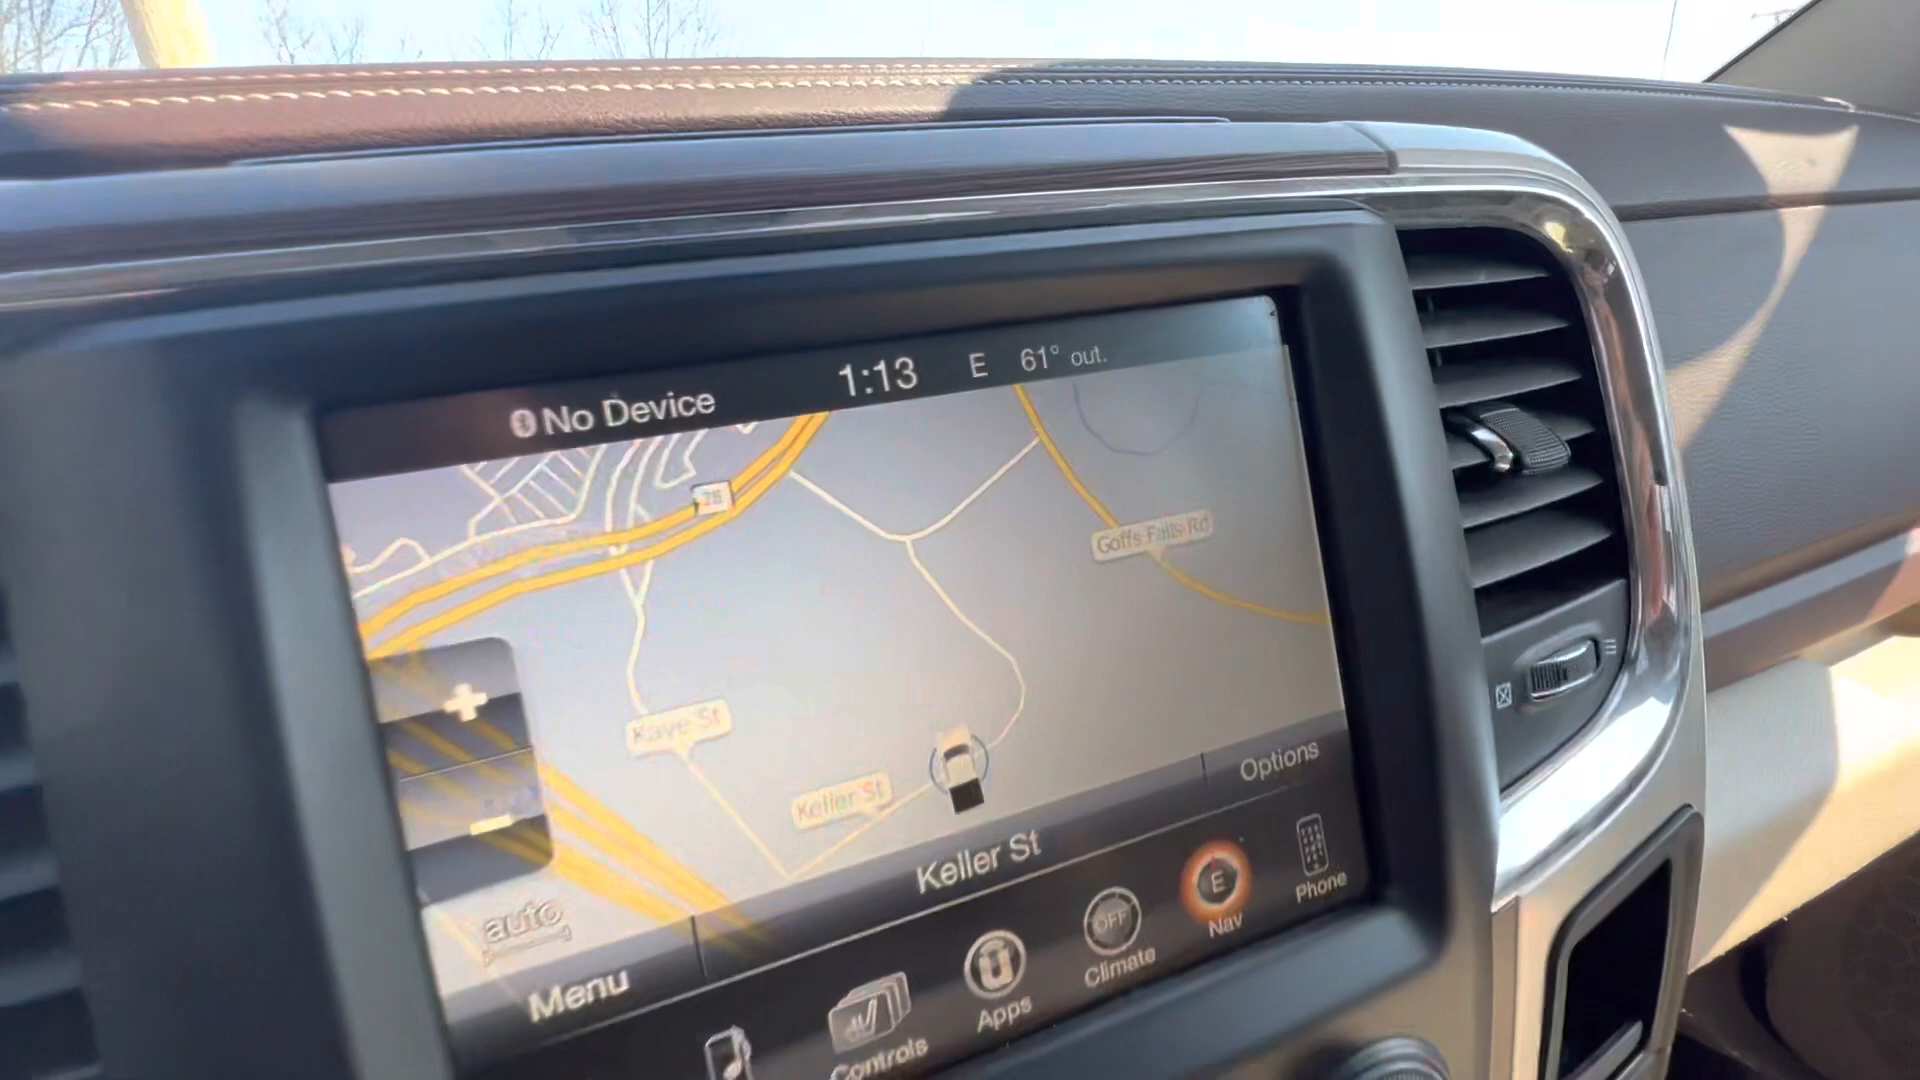 No Device 1:13 E 61° out.
28
Goffs Falls Rd
Kaye St
Keller St
Options
Keller St
auto
Menu
E
Nav
Phone
OFF
Climate
Apps
Controls